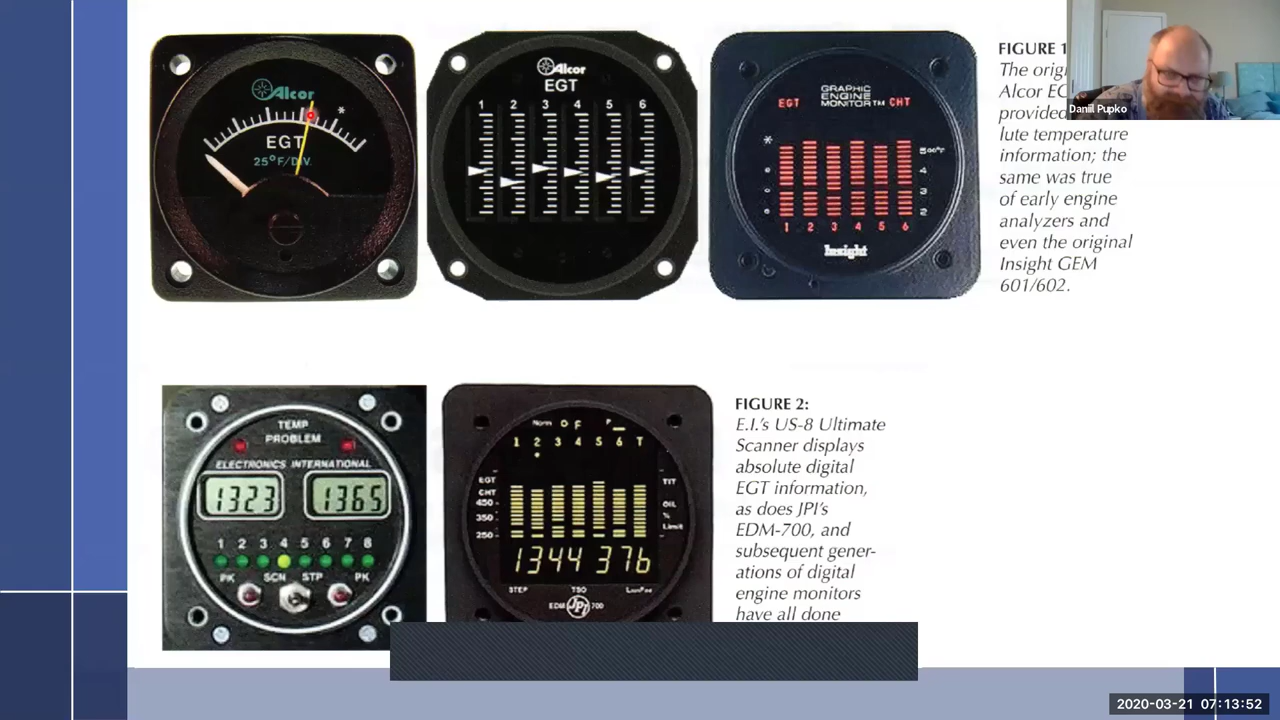 Alcor
*
EGT
25°F/DIV.
Alcor
EGT
1 2 3 4 5 6
GRAPHIC
ENGINE
MONITOR™
EGT CHT
*
4
3
2
1 2 3 4 5 6
Insight
FIGURE 1
The orig
Alcor EG
provided
lute temperature
information; the
same was true
of early engine
analyzers and
even the original
Insight GEM
601/602.
Daniil Pupko
TEMP
PROBLEM
ELECTRONICS INTERNATIONAL
1323 1365
1 2 3 4 5 6 7 8
PK SCN STP PK
1 2 3 4 5 6 T
EGT TIT
CHT
450 OIL
350 %
Limit
250
1344 376
STEP TSO
EDM JPI 700
FIGURE 2:
E.I.'s US-8 Ultimate
Scanner displays
absolute digital
EGT information,
as does JPI's
EDM-700, and
subsequent gener-
ations of digital
engine monitors
have all done
2020-03-21 07:13:52